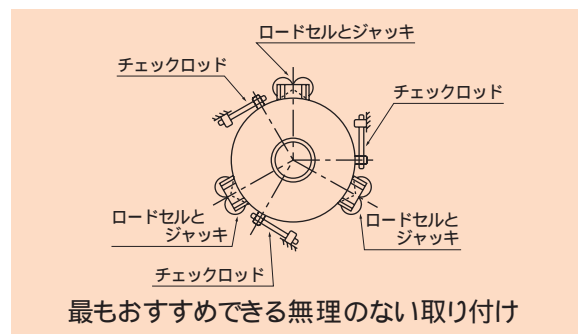 ロードセルとジャッキ
チェックロッド
チェックロッド
ロードセルと
ジャッキ
ロードセルと
ジャッキ
チェックロッド
最もおすすめできる無理のない取り付け